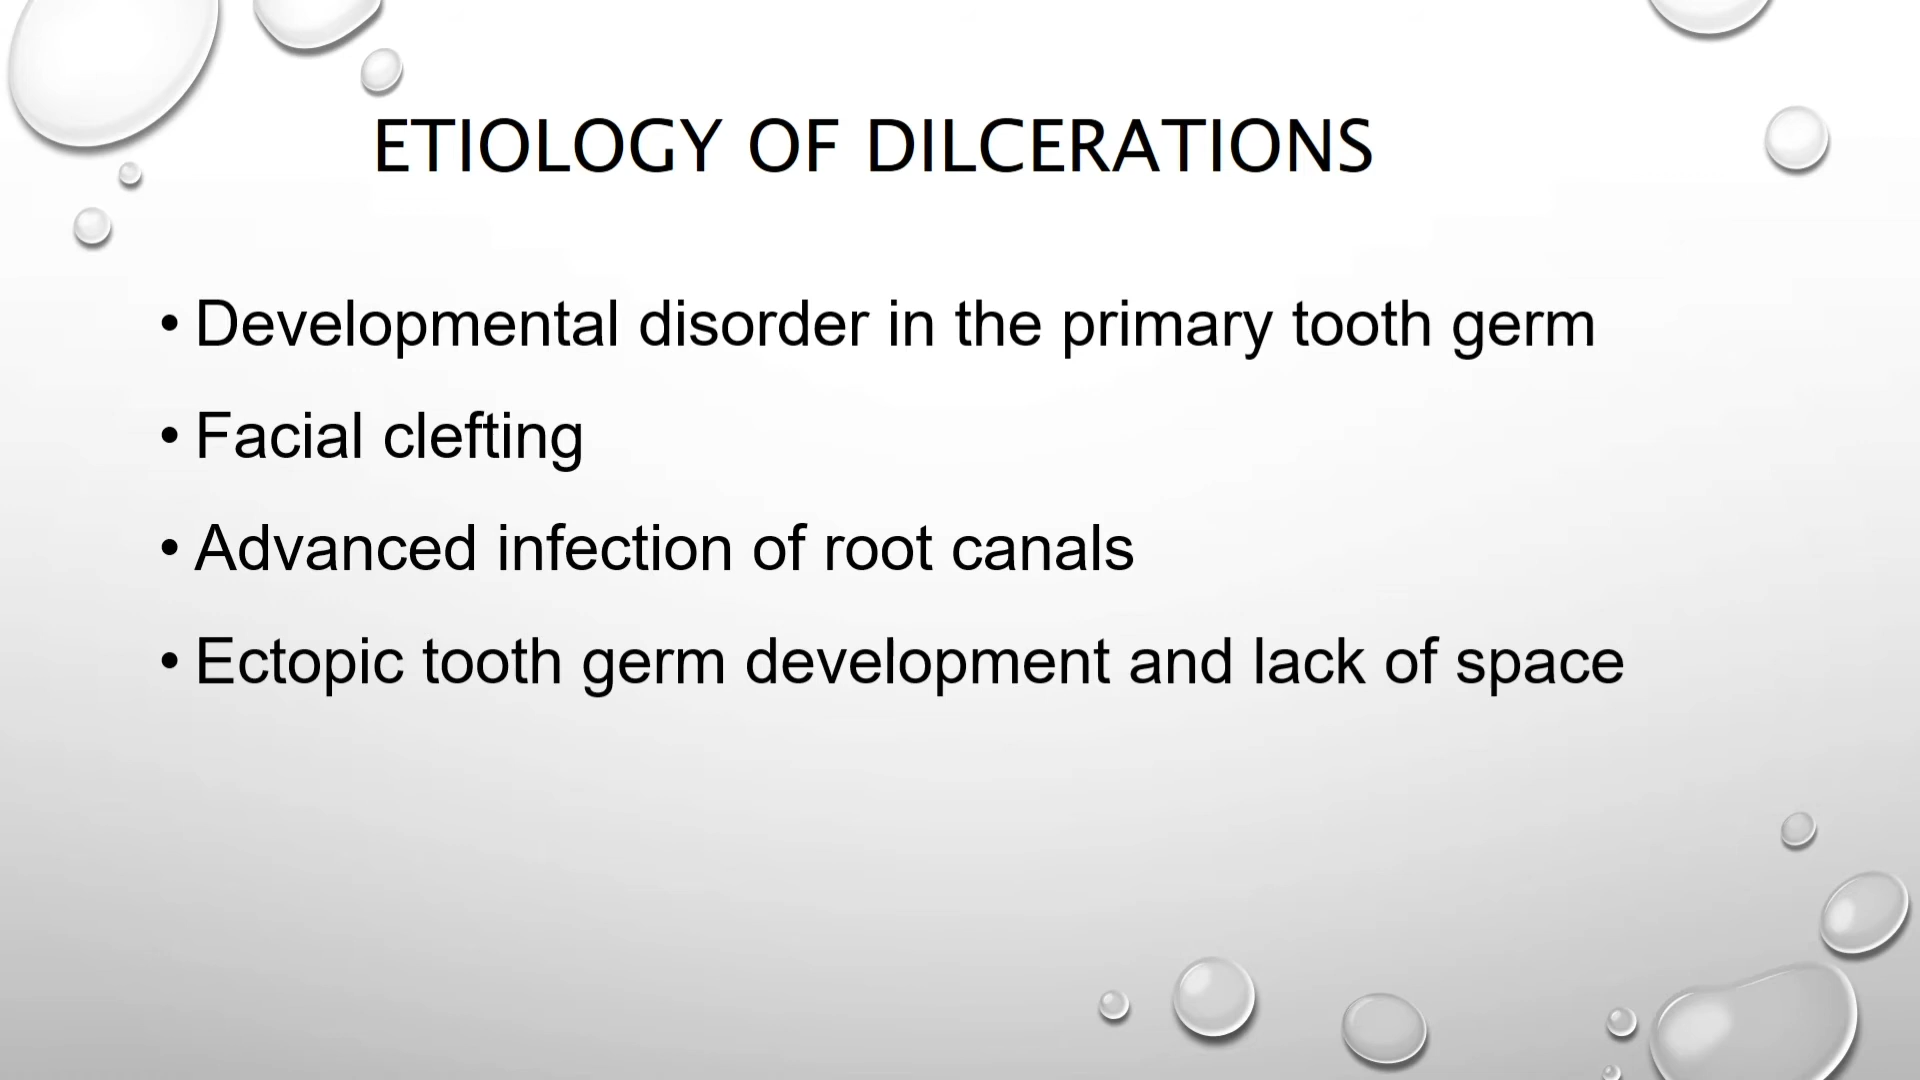 ETIOLOGY OF DILCERATIONS
• Developmental disorder in the primary tooth germ
• Facial clefting
• Advanced infection of root canals
• Ectopic tooth germ development and lack of space